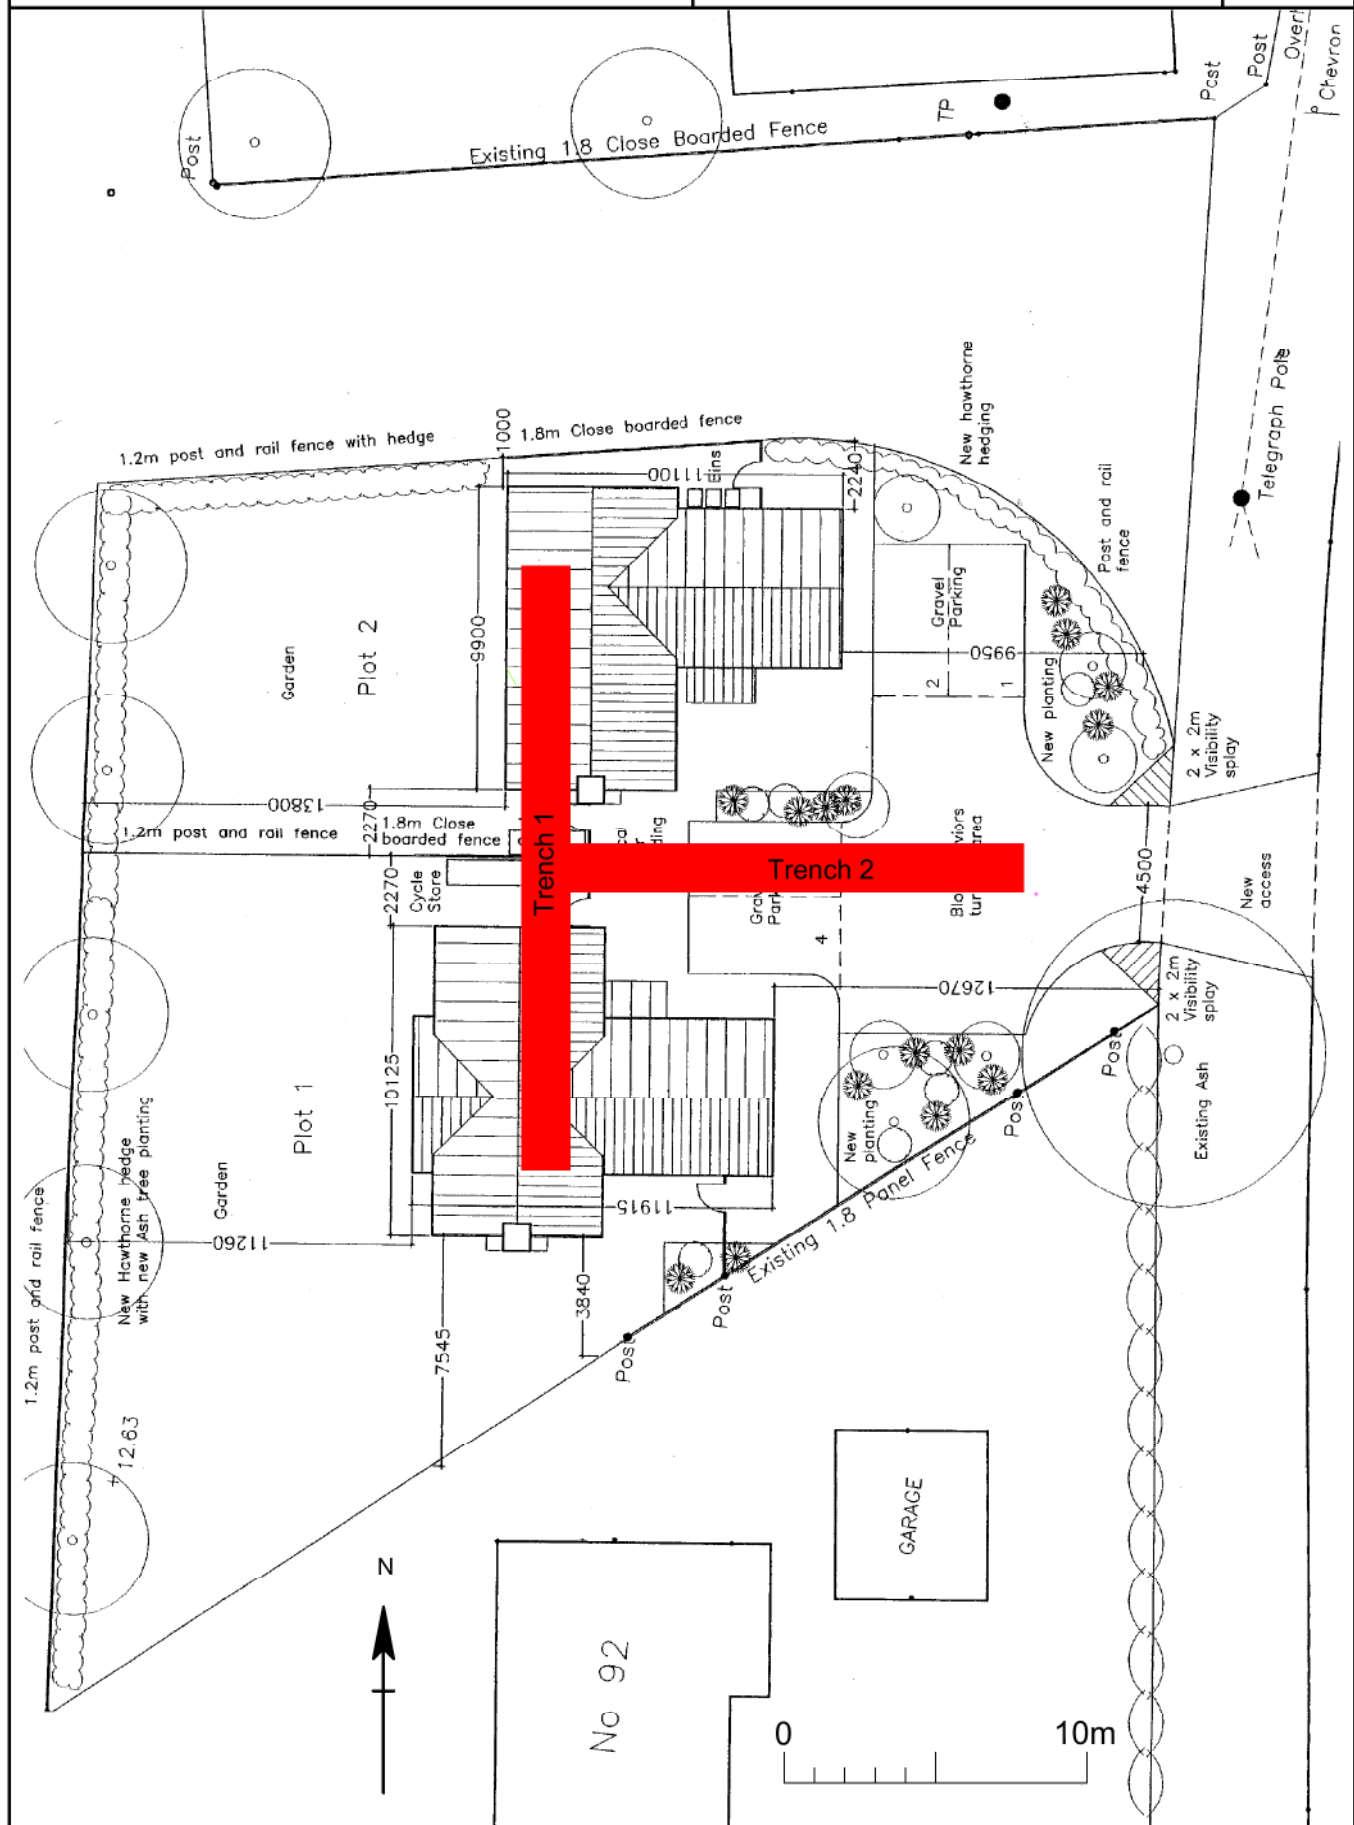 Over
Post
Pcst
Chevron
TP
Post
Existing 1.8 Close Boarded Fence
Telegraph Pole
New hawthorne
hedging
1.2m post and rail fence with hedge
1000
1.8m Close boarded fence
11100
Bins
2240
Post and rail
fence
9900
Garden
Plot 2
Gravel
Parking
9950
2
1
New planting
2 x 2m
Visibility
splay
13800
2270
1.2m post and rail fence
1.8m Close
boarded fence
Trench 1
Trench 2
2270
Cycle
Store
4
4500
New
access
12670
2 x 2m
Visibility
splay
10125
Plot 1
Garden
New Hawthorne hedge
with new Ash tree planting
1.2m post and rail fence
11260
11915
New
planting
Existing 1.8 Panel Fence
Post
Post
Existing Ash
3840
7545
Post
Post
12.63
GARAGE
N
No 92
0
10m